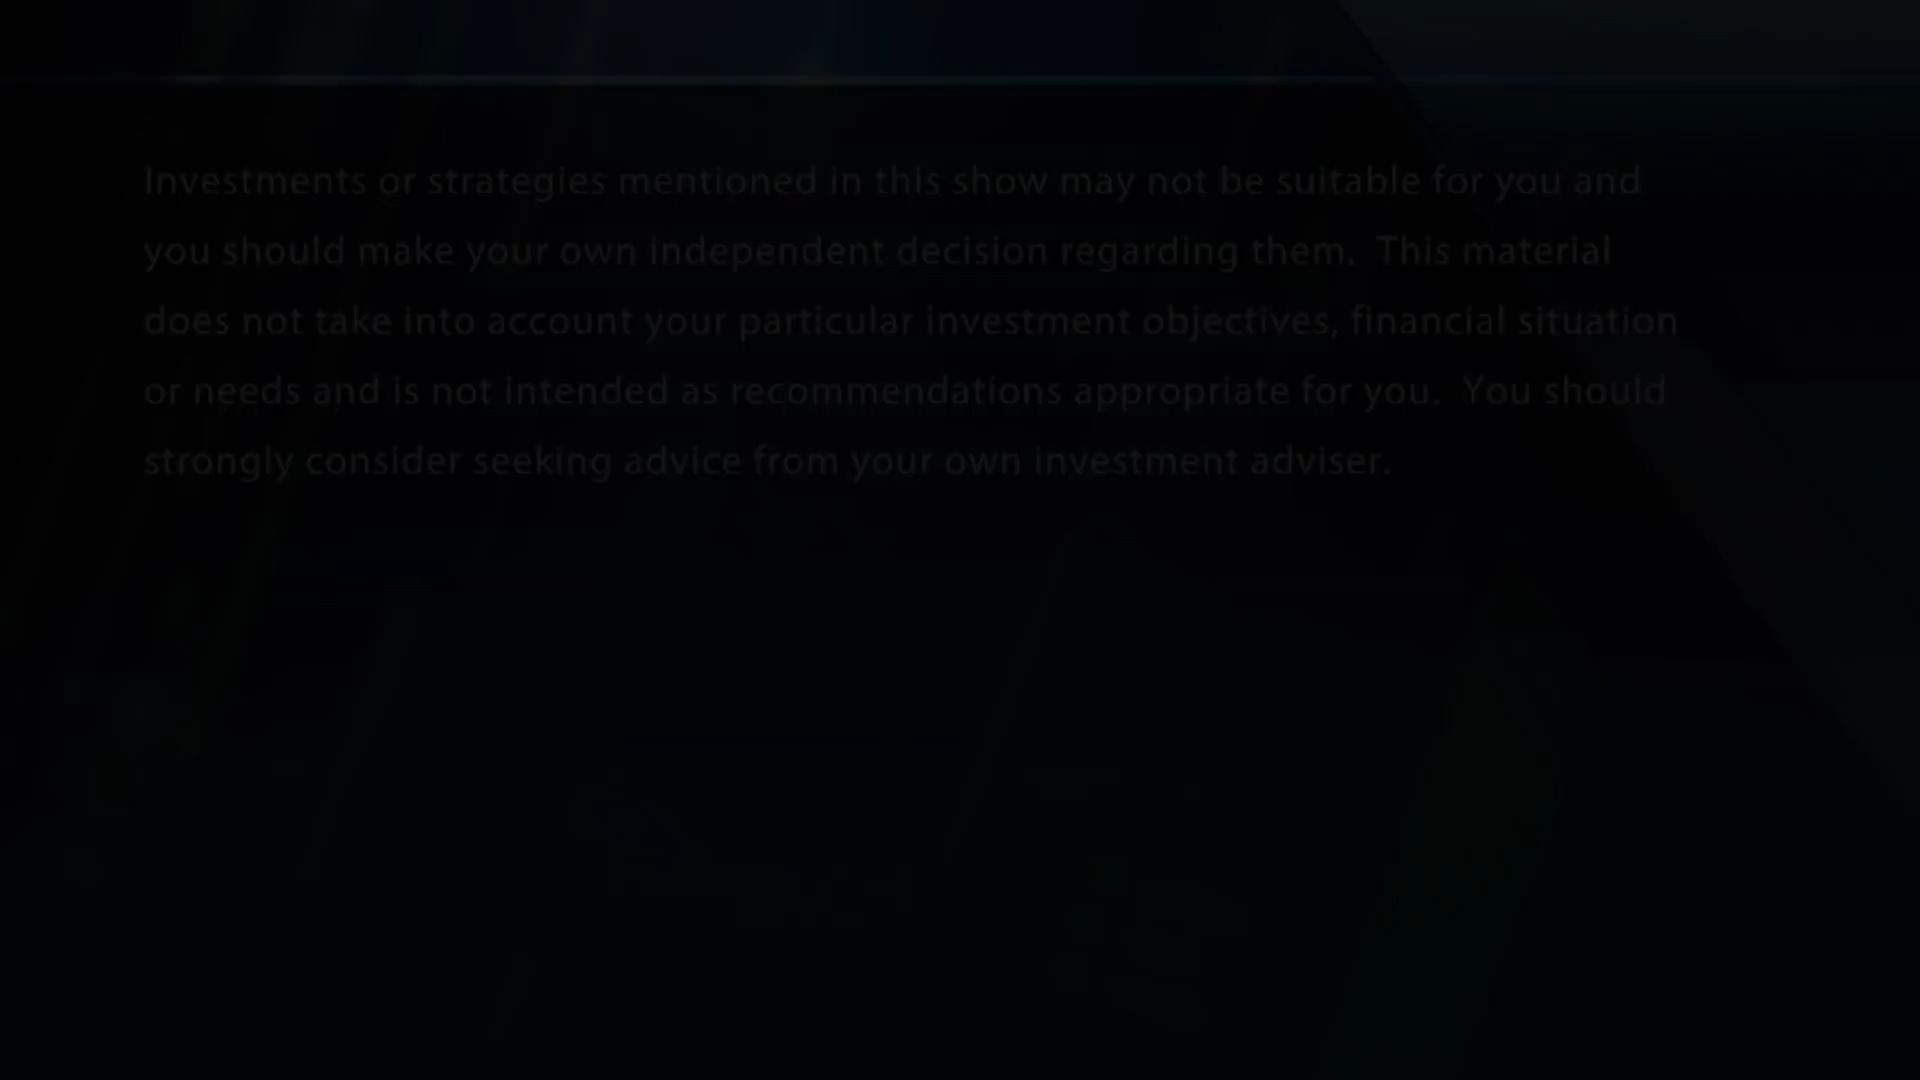 Investments or strategies mentioned in this show may not be suitable for you and
you should make your own independent decision regarding them.  This material
does not take into account your particular investment objectives, financial situation
or needs and is not intended as recommendations appropriate for you.  You should
strongly consider seeking advice from your own investment adviser.